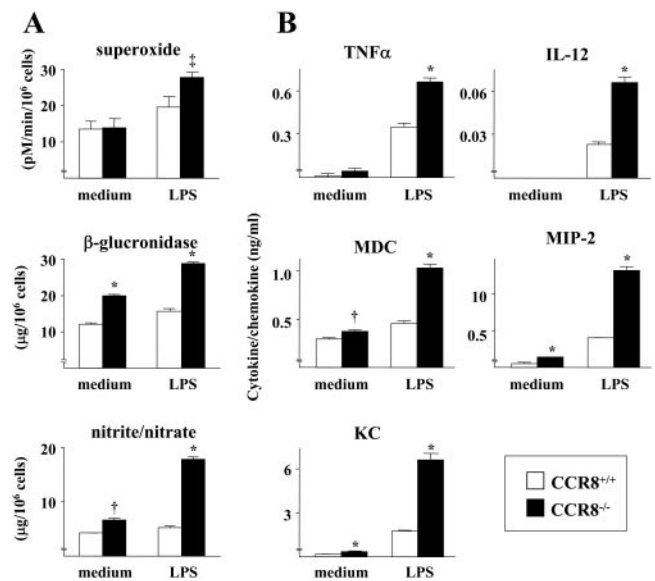 A
superoxide
(pM/min/10⁶ cells)
30
20
10
‡
medium LPS
β-glucronidase
(μg/10⁶ cells)
30
20
10
* *
medium LPS
nitrite/nitrate
(μg/10⁶ cells)
20
10
† *
medium LPS
B
Cytokine/chemokine (ng/ml)
TNFα
0.6
0.3
*
medium LPS
IL-12
0.06
0.03
*
medium LPS
MDC
1.0
0.5
† *
medium LPS
MIP-2
10
0.5
* *
medium LPS
KC
6
3
* *
medium LPS
CCR8⁺/⁺
CCR8⁻/⁻